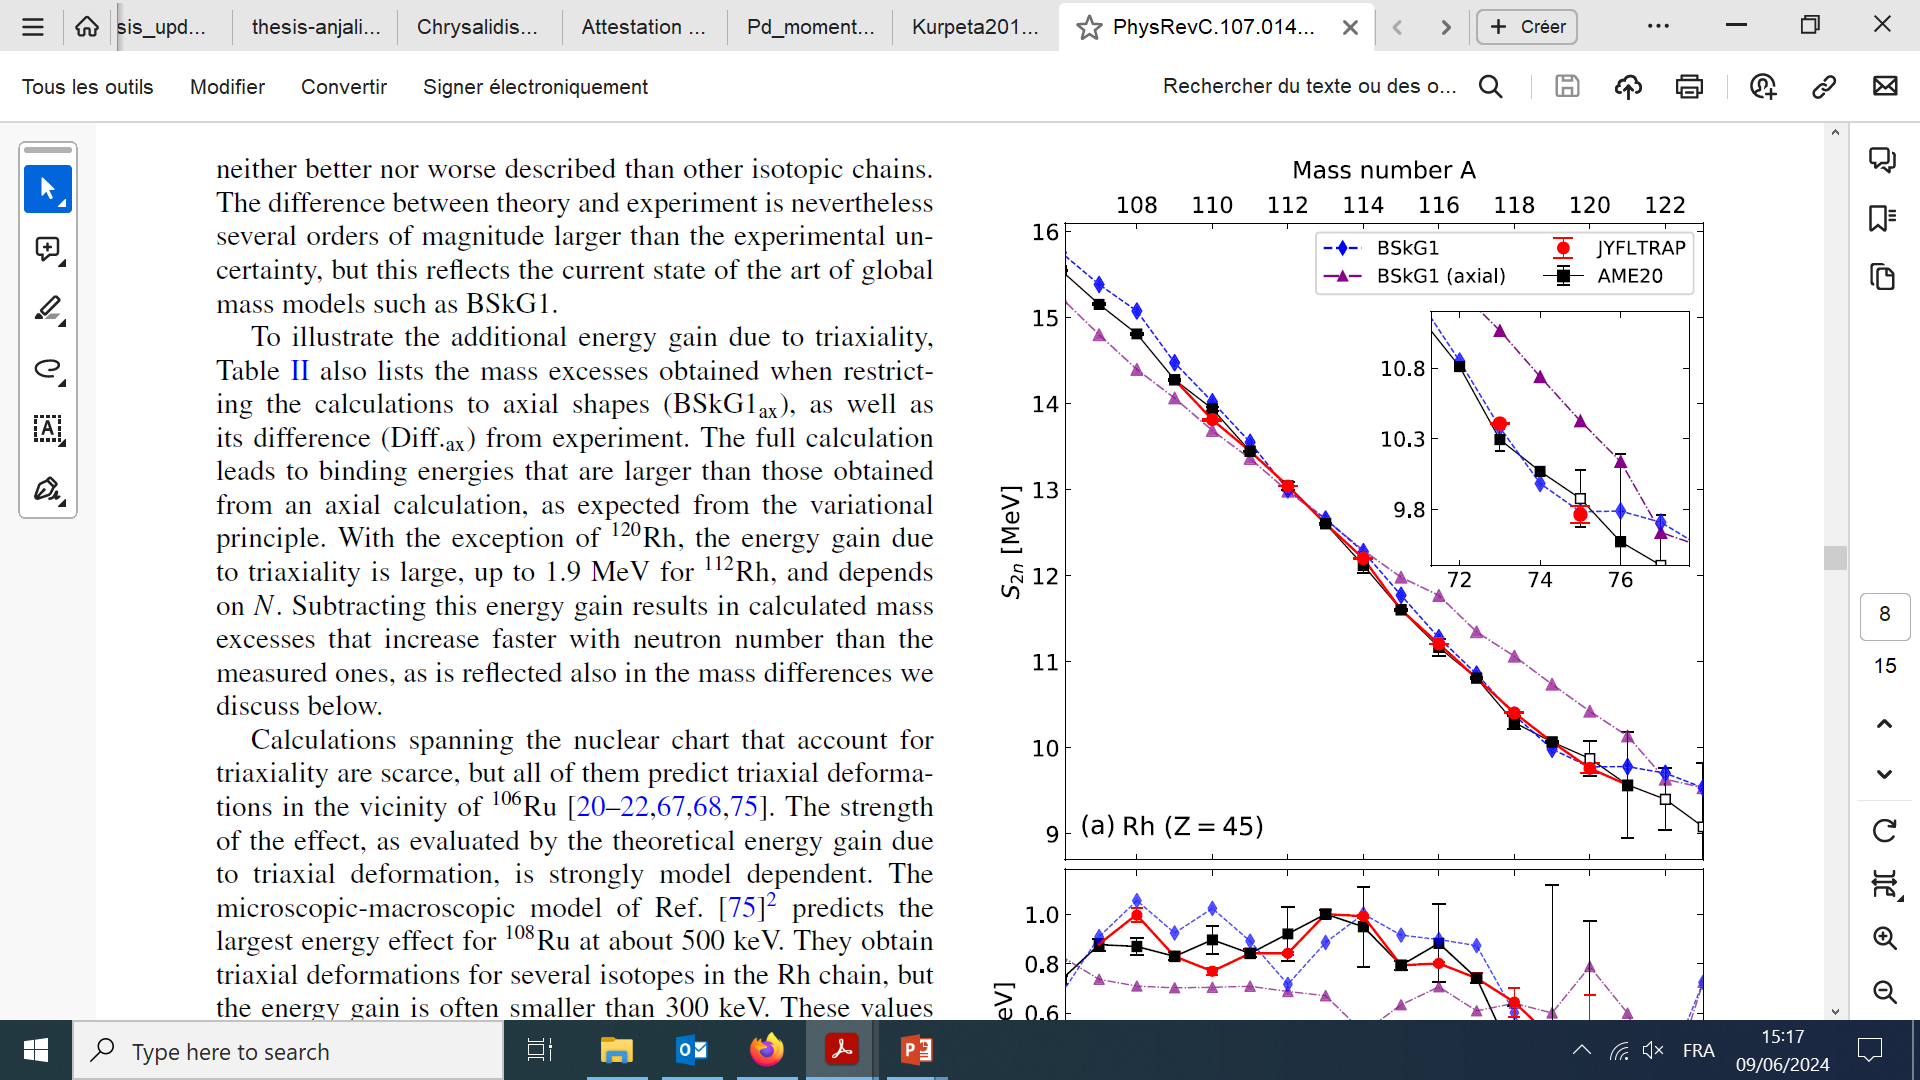 sis_upd...
thesis-anjali...
Chrysalidis...
Attestation ...
Pd_moment...
Kurpeta201...
PhysRevC.107.014...
Créer
Tous les outils
Modifier
Convertir
Signer électroniquement
Rechercher du texte ou des o...
neither better nor worse described than other isotopic chains.
The difference between theory and experiment is nevertheless
several orders of magnitude larger than the experimental un-
certainty, but this reflects the current state of the art of global
mass models such as BSkG1.
To illustrate the additional energy gain due to triaxiality,
Table II also lists the mass excesses obtained when restrict-
ing the calculations to axial shapes (BSkG1ax), as well as
its difference (Diff.ax) from experiment. The full calculation
leads to binding energies that are larger than those obtained
from an axial calculation, as expected from the variational
principle. With the exception of 120Rh, the energy gain due
to triaxiality is large, up to 1.9 MeV for 112Rh, and depends
on N. Subtracting this energy gain results in calculated mass
excesses that increase faster with neutron number than the
measured ones, as is reflected also in the mass differences we
discuss below.
Calculations spanning the nuclear chart that account for
triaxiality are scarce, but all of them predict triaxial deforma-
tions in the vicinity of 106Ru [20–22,67,68,75]. The strength
of the effect, as evaluated by the theoretical energy gain due
to triaxial deformation, is strongly model dependent. The
microscopic-macroscopic model of Ref. [75]2 predicts the
largest energy effect for 108Ru at about 500 keV. They obtain
triaxial deformations for several isotopes in the Rh chain, but
the energy gain is often smaller than 300 keV. These values
Mass number A
108 110 112 114 116 118 120 122
16
15
14
13
12
11
10
9
S2n [MeV]
BSkG1
BSkG1 (axial)
JYFLTRAP
AME20
10.8
10.3
9.8
72 74 76
(a) Rh (Z = 45)
1.0
0.8
0.6
eV]
8
15
Type here to search
FRA
15:17
09/06/2024